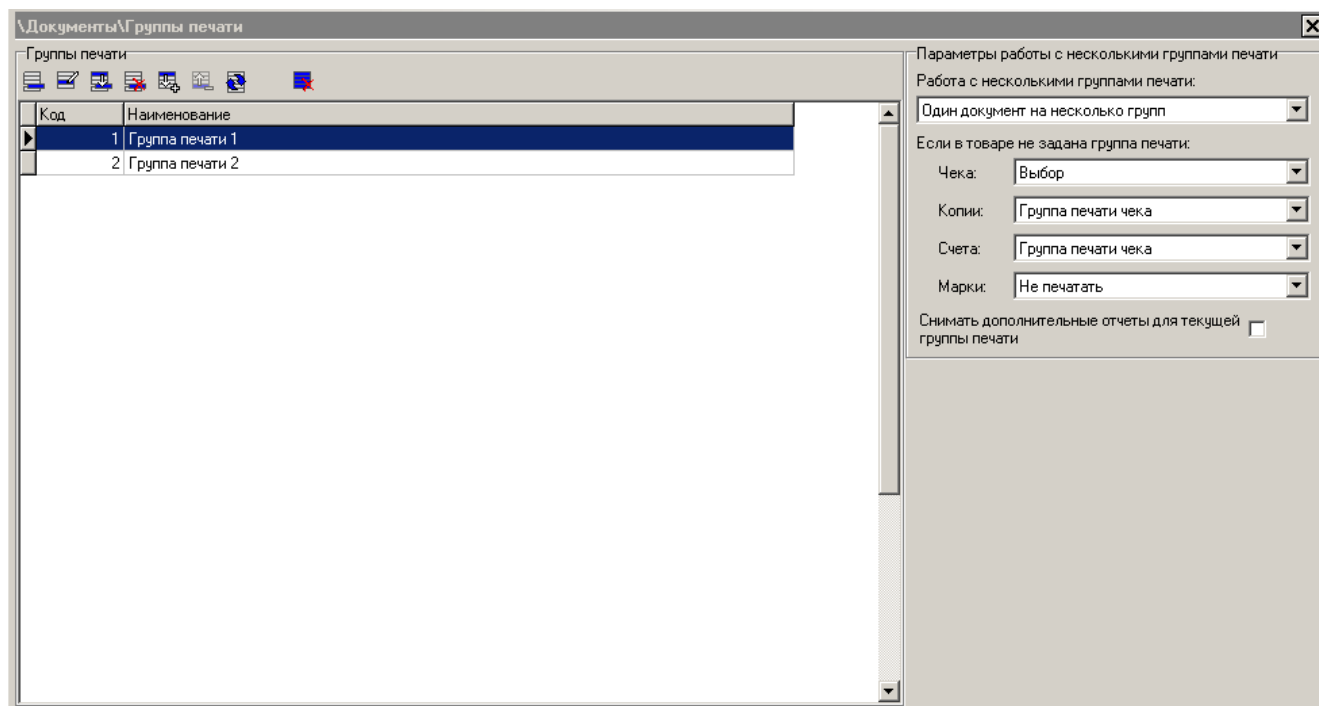 \Документы\Группы печати
Группы печати
Код Наименование
1 Группа печати 1
2 Группа печати 2
Параметры работы с несколькими группами печати
Работа с несколькими группами печати:
Один документ на несколько групп
Если в товаре не задана группа печати:
Чека: Выбор
Копии: Группа печати чека
Счета: Группа печати чека
Марки: Не печатать
Снимать дополнительные отчеты для текущей
группы печати